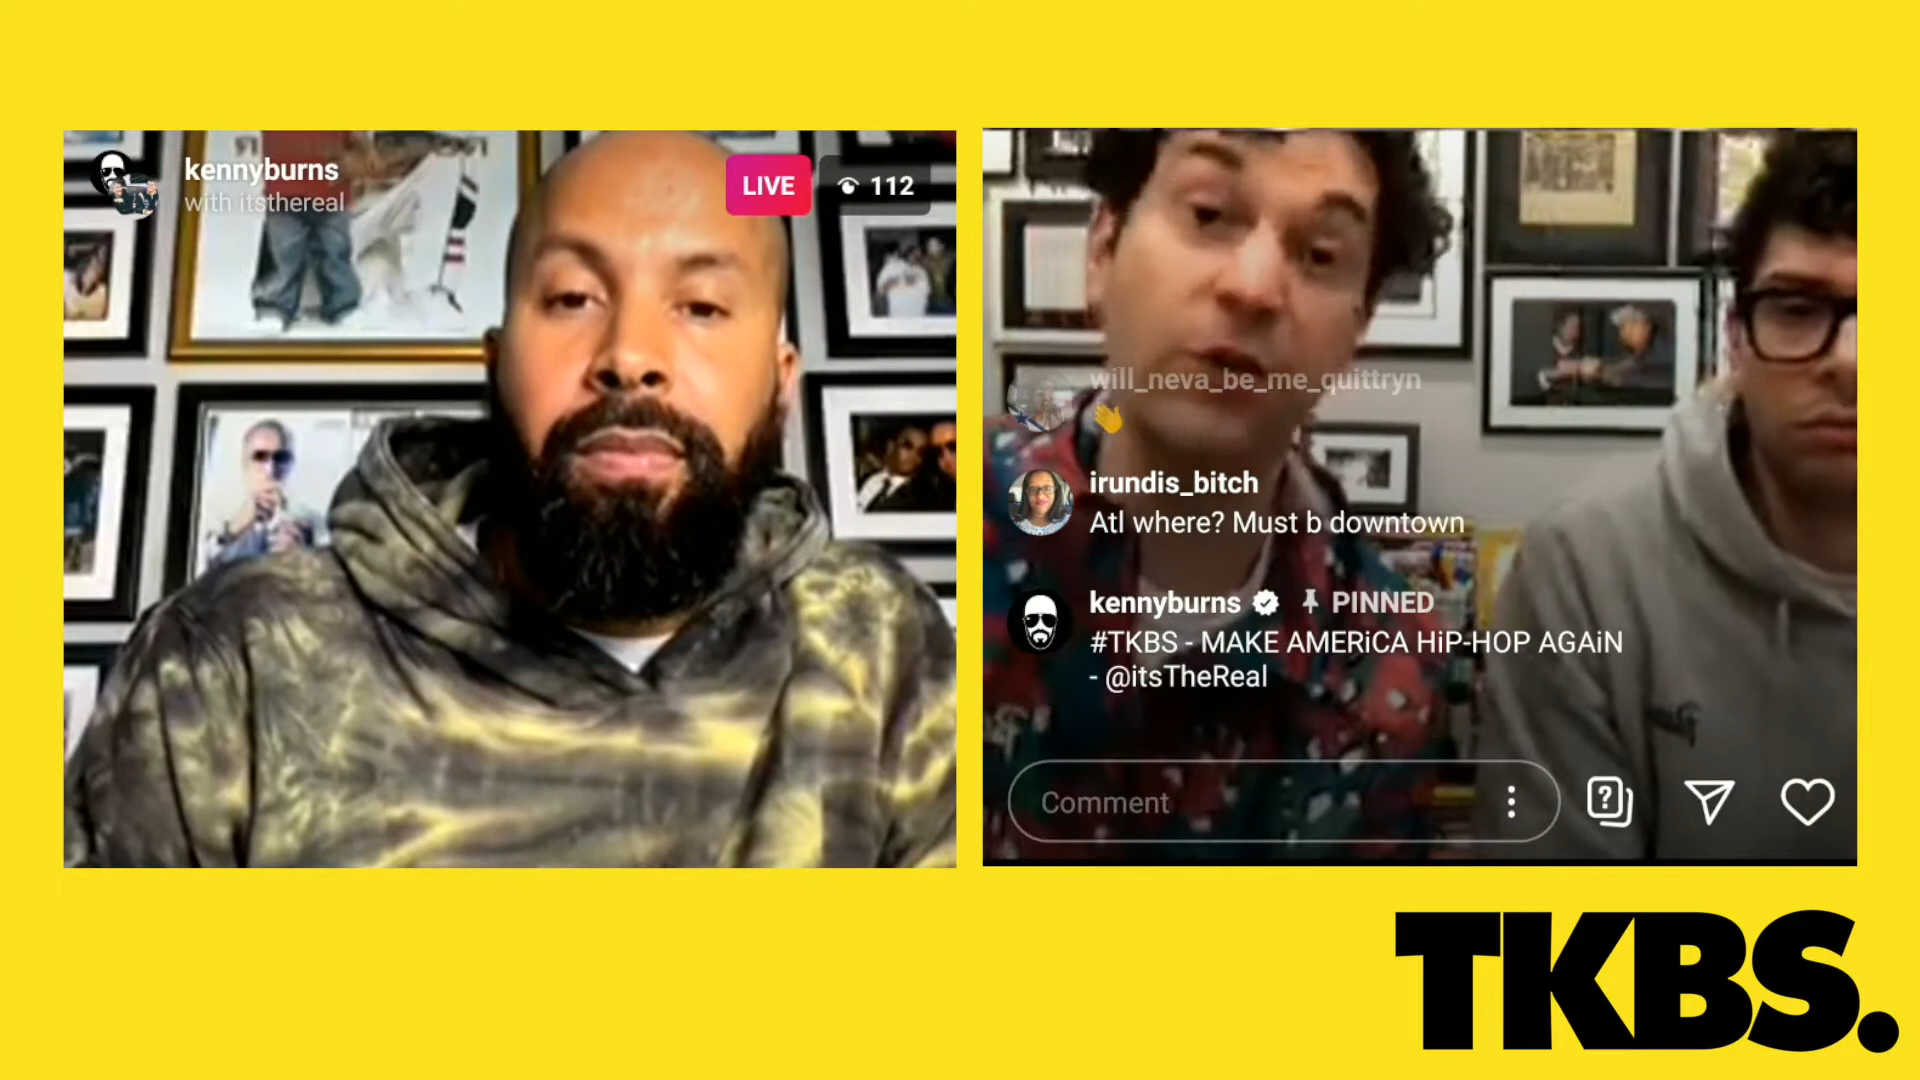 kennyburns
with itsthereal
LIVE
112
will_neva_be_me_quittryn
irundis_bitch
Atl where? Must b downtown
kennyburns PINNED
#TKBS - MAKE AMERiCA HiP-HOP AGAiN
- @itsTheReal
Comment
TKBS.